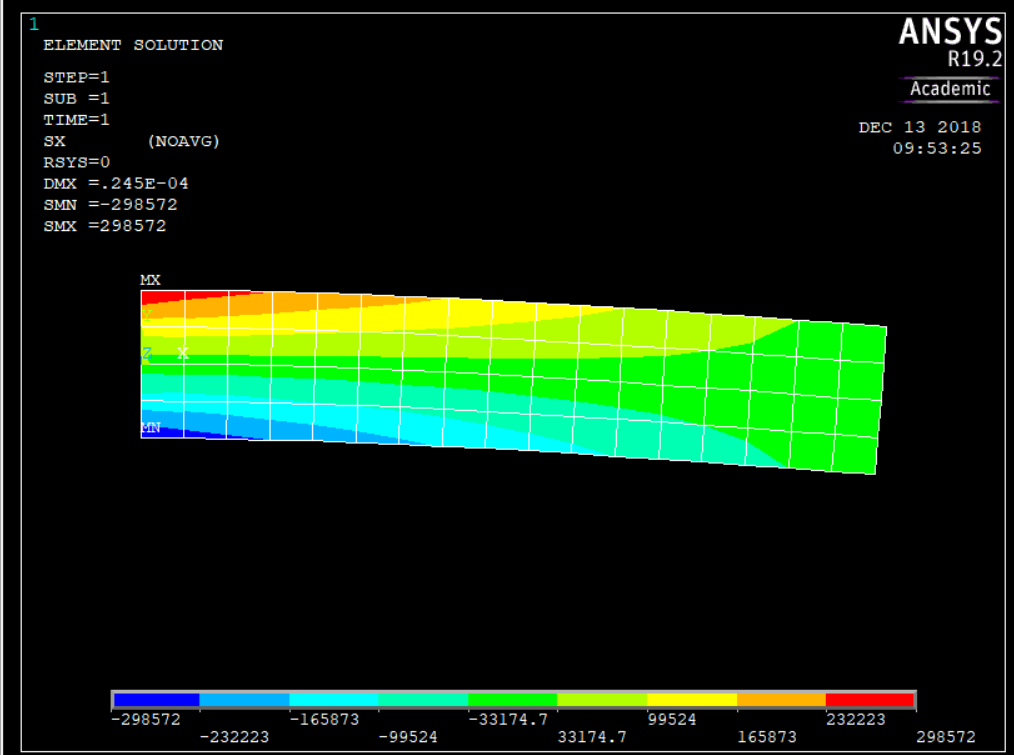 1
ELEMENT SOLUTION
STEP=1
SUB =1
TIME=1
SX (NOAVG)
RSYS=0
DMX =.245E-04
SMN =-298572
SMX =298572
ANSYS
R19.2
Academic
DEC 13 2018
09:53:25
MX
Y
Z X
MN
-298572 -165873 -33174.7 99524 232223
-232223 -99524 33174.7 165873 298572